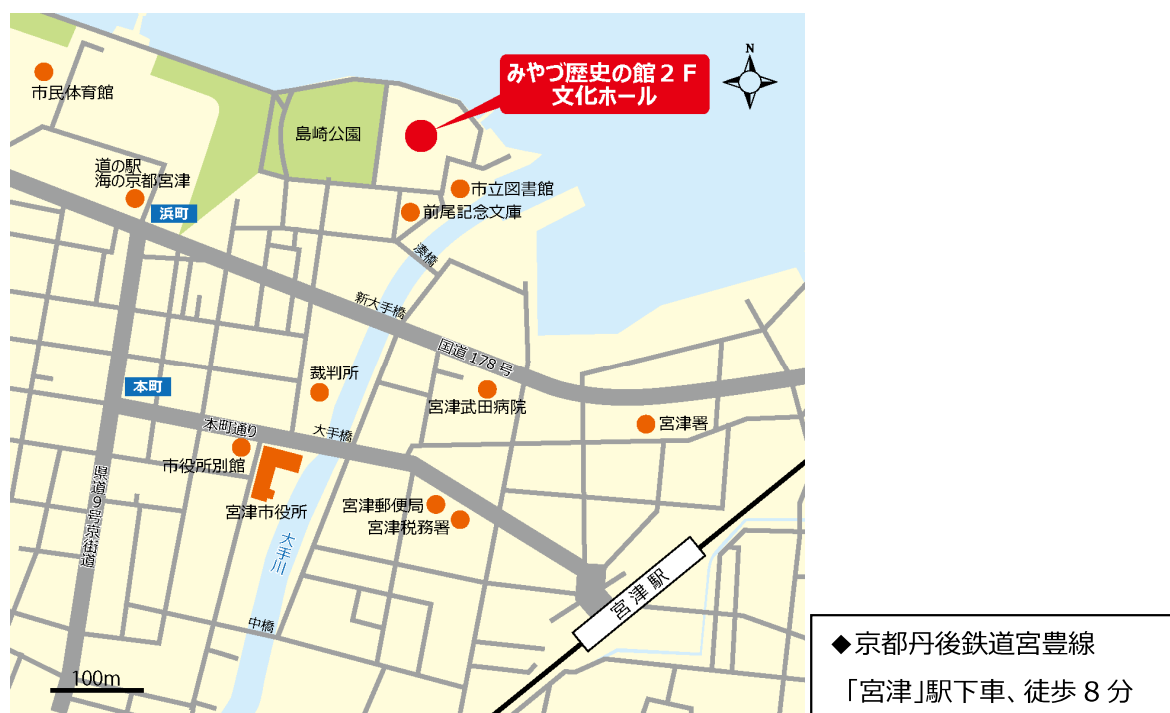 N
みやづ歴史の館２Ｆ
文化ホール
市民体育館
島崎公園
道の駅
海の京都宮津
市立図書館
浜町
前尾記念文庫
湊橋
新大手橋
国道178号
裁判所
本町
宮津武田病院
本町通り
大手橋
宮津署
市役所別館
県道9号京街道
宮津市役所
宮津郵便局
宮津税務署
大手川
宮津駅
中橋
100m
◆京都丹後鉄道宮豊線
「宮津」駅下車、徒歩８分